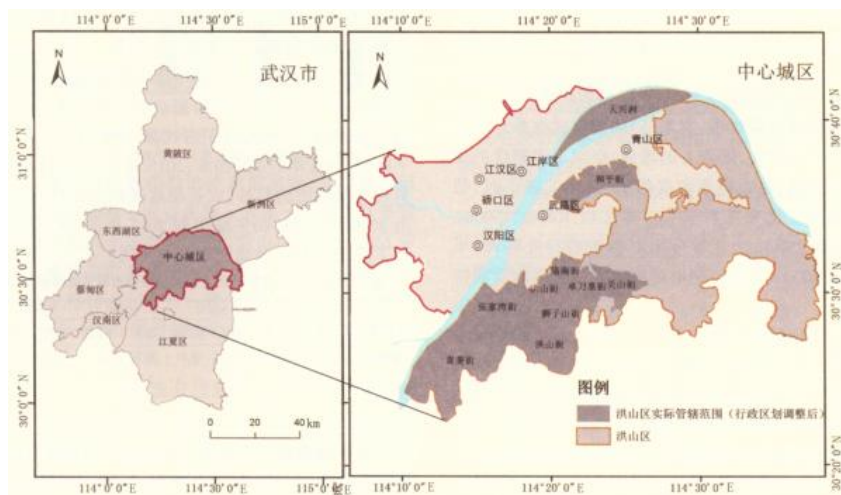 114°0'0"E
114°30'0"E
114°10'0"E
114°20'0"E
114°30'0"E
N
武汉市
N
中心城区
31°0'0"N
30°30'0"N
30°0'0"N
30°40'0"N
30°30'0"N
30°20'0"N
黄陂区
新洲区
东西湖区
中心城区
蔡甸区
汉南区
江夏区
0 20 40
km
天兴洲
青山区
江岸区
江汉区
和平街
硚口区
武昌区
汉阳区
珞南街
关山街
张家湾街
狮子山街
洪山街
青菱街
图例
洪山区实际管辖范围（行政区划调整后）
洪山区
114°0'0"E
114°30'0"E
115°0'0"E
114°10'0"E
114°20'0"E
114°30'0"E